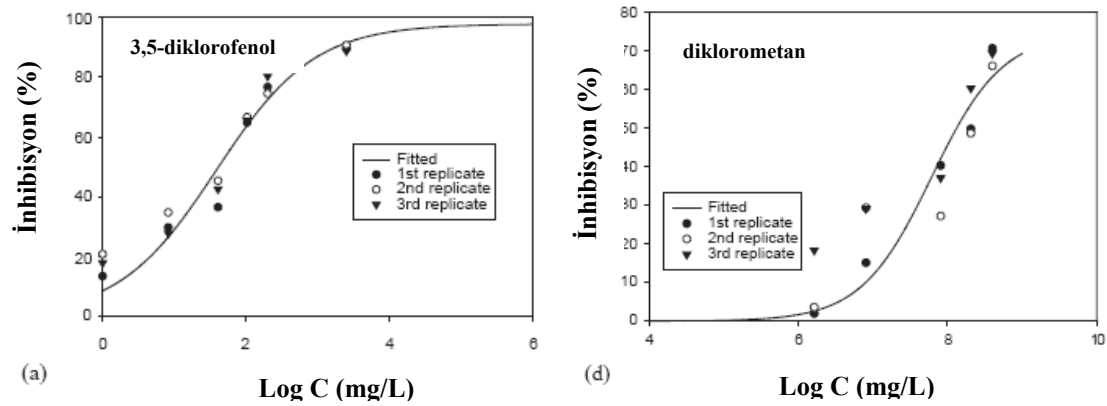 100
80
60
40
20
0
0
2
4
6
İnhibisyon (%)
3,5-diklorofenol
Fitted
1st replicate
2nd replicate
3rd replicate
(a)
Log C (mg/L)
80
70
60
50
40
30
20
10
0
4
6
8
10
İnhibisyon (%)
diklorometan
Fitted
1st replicate
2nd replicate
3rd replicate
(d)
Log C (mg/L)